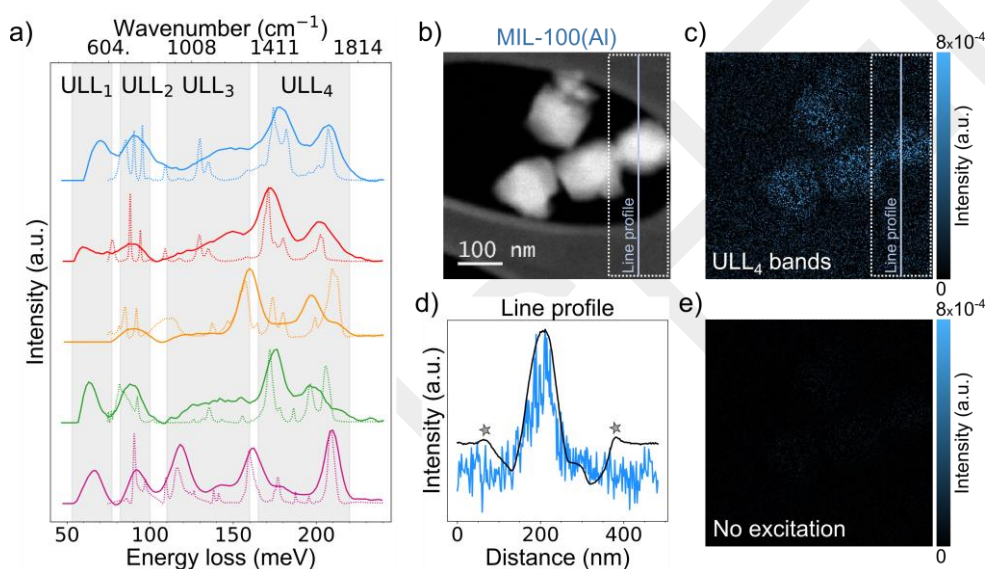 a)
Wavenumber (cm⁻¹)
604. 1008 1411 1814
ULL₁ ULL₂ ULL₃ ULL₄
Intensity (a.u.)
50 100 150 200
Energy loss (meV)
b)
MIL-100(Al)
Line profile
100 nm
c)
Line profile
ULL₄ bands
8x10⁻⁴
Intensity (a.u.)
0
d)
Line profile
Intensity (a.u.)
0 200 400
Distance (nm)
e)
No excitation
8x10⁻⁴
Intensity (a.u.)
0